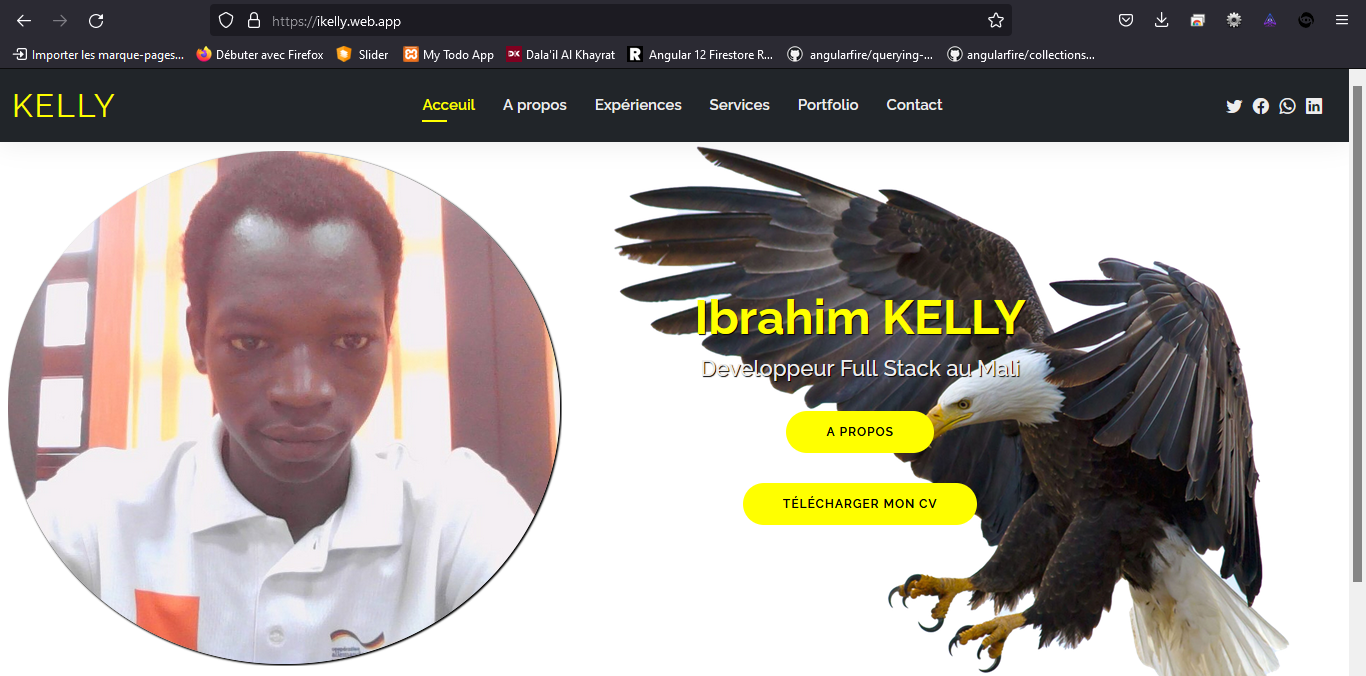 https://ikelly.web.app
Importer les marque-pages... Débuter avec Firefox Slider My Todo App Dala'il Al Khayrat Angular 12 Firestore R... angularfire/querying-... angularfire/collections...
KELLY Acceuil A propos Expériences Services Portfolio Contact
Ibrahim KELLY
Developpeur Full Stack au Mali
A PROPOS
TÉLÉCHARGER MON CV